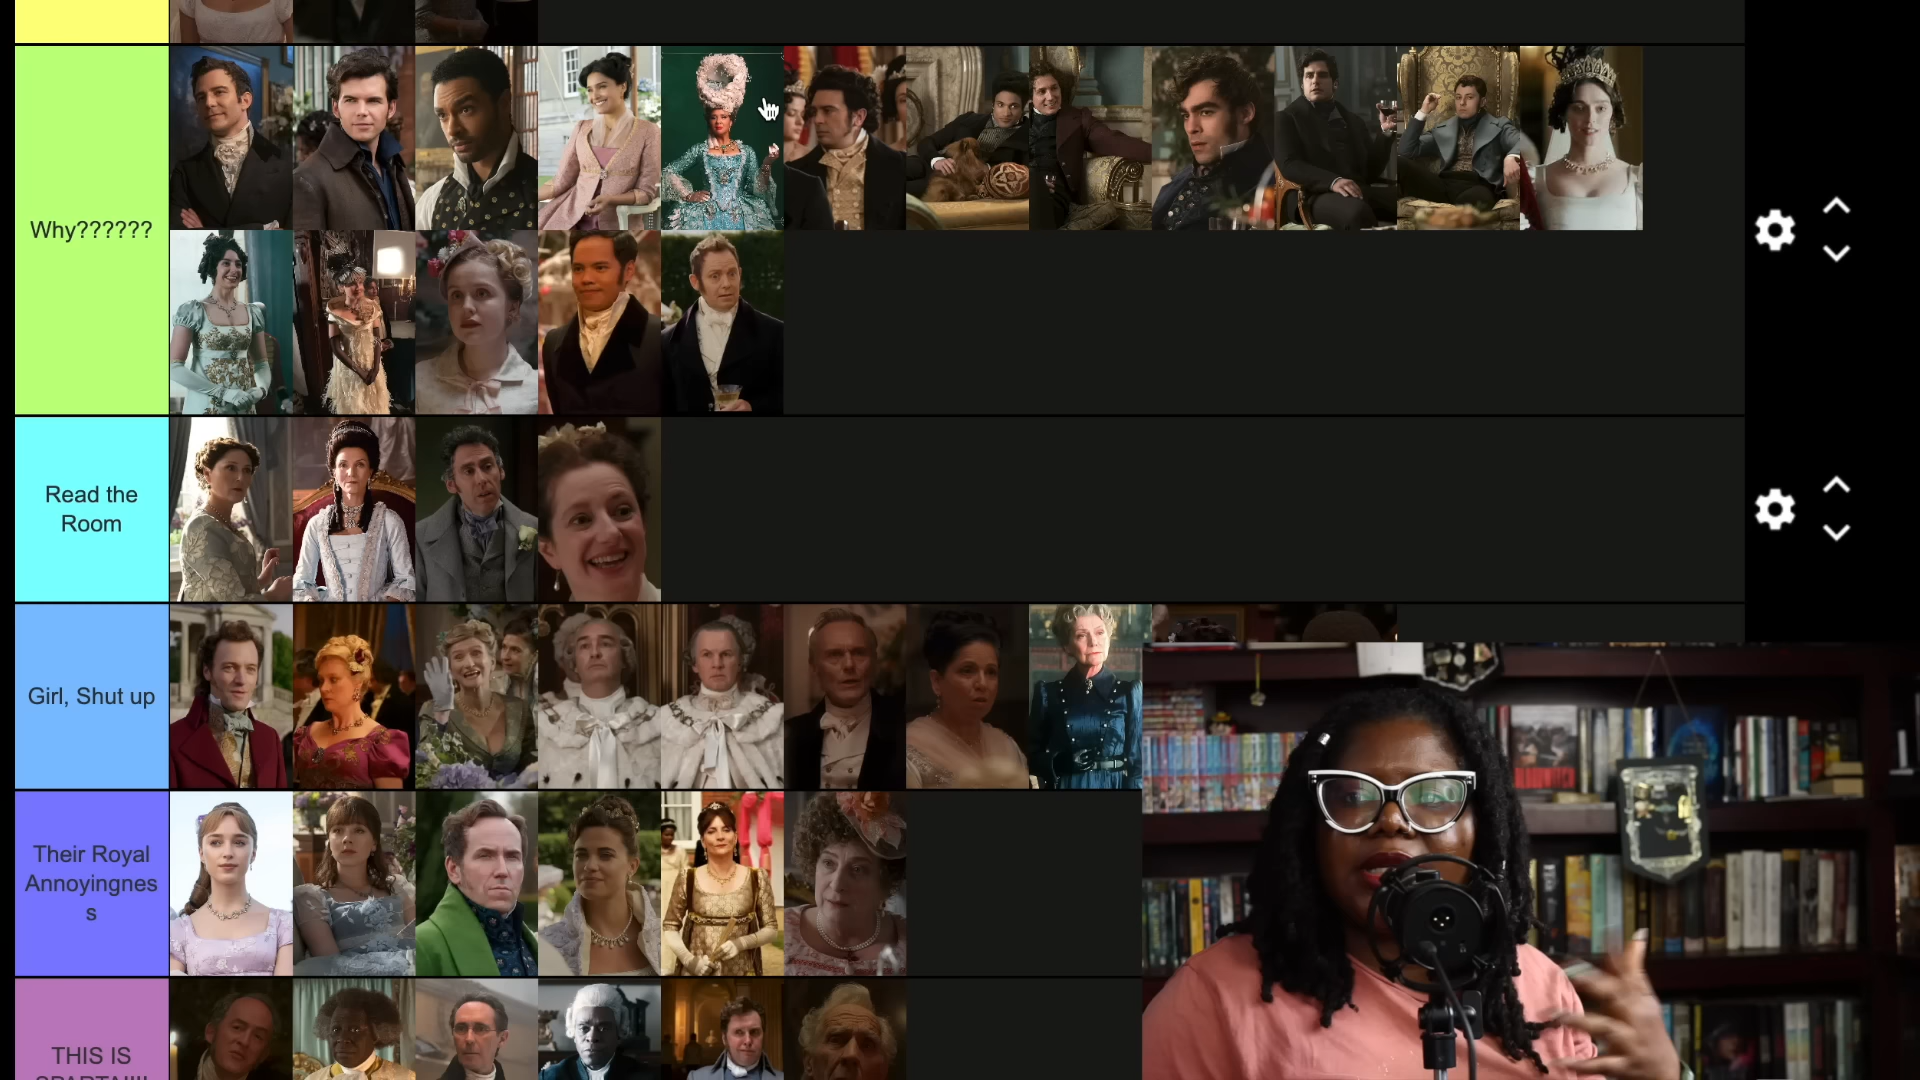 Why??????
Read the
Room
Girl, Shut up
Their Royal
Annoyingnes
s
THIS IS